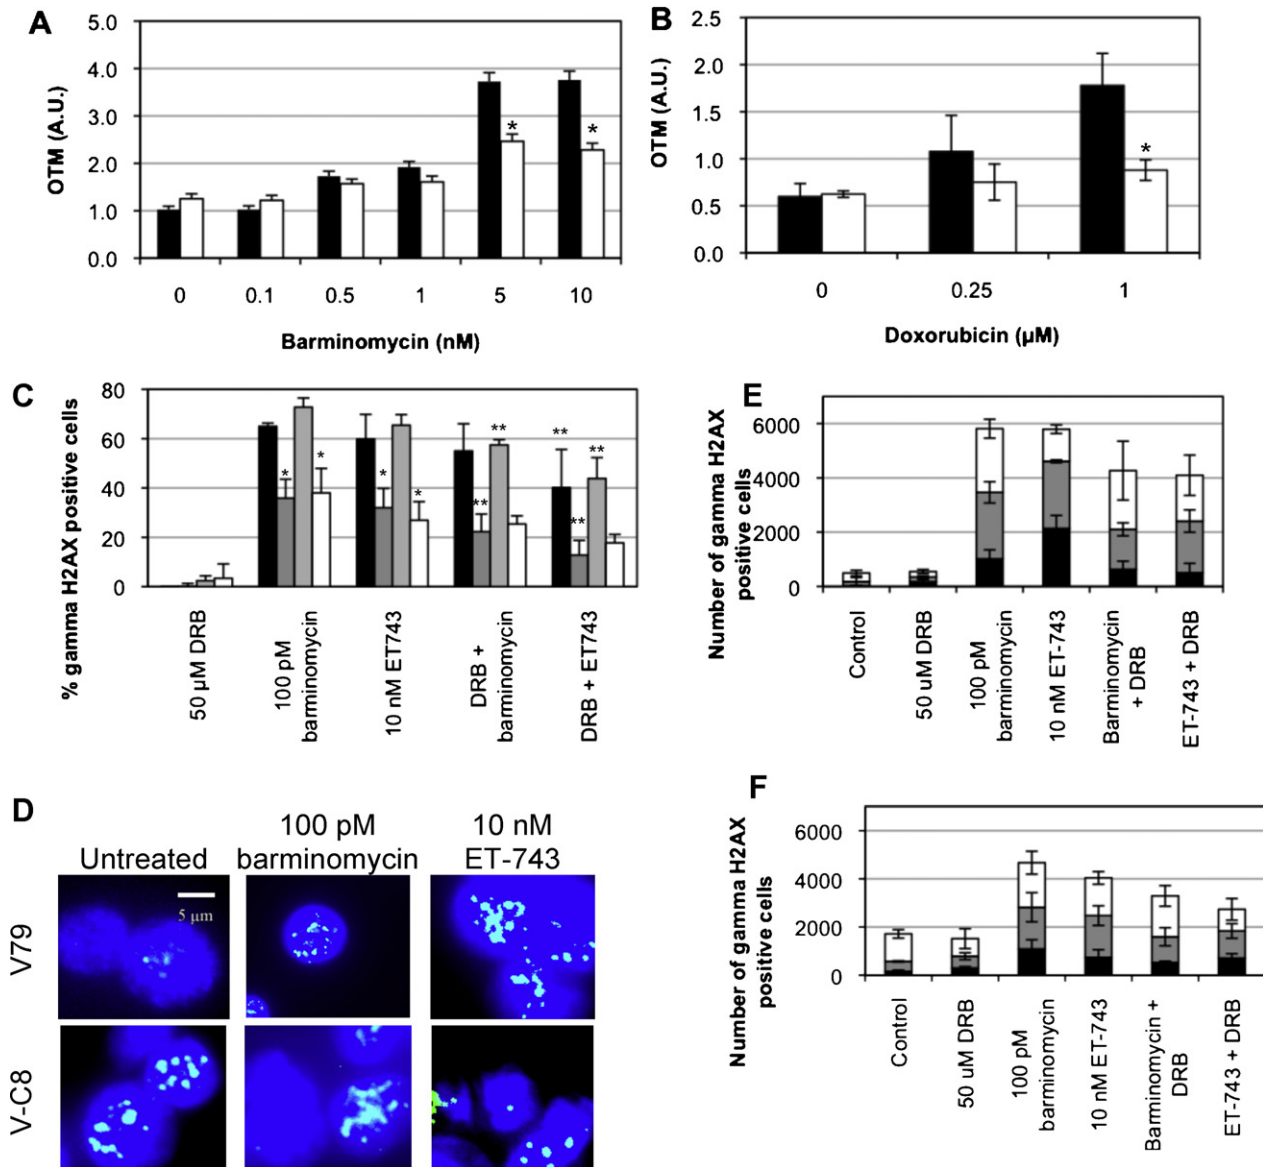 A
OTM (A.U.)
5.0
4.0
3.0
2.0
1.0
0.0
*
*
0 0.1 0.5 1 5 10
Barminomycin (nM)
B
OTM (A.U.)
2.5
2.0
1.5
1.0
0.5
0.0
*
0 0.25 1
Doxorubicin (µM)
C
% gamma H2AX positive cells
80
60
40
20
0
* * * * ** ** ** ** **
50 µM DRB
100 pM
barminomycin
10 nM ET743
DRB +
barminomycin
DRB + ET743
E
Number of gamma H2AX
positive cells
6000
4000
2000
0
Control
50 uM DRB
100 pM
barminomycin
10 nM ET-743
Barminomycin
+ DRB
ET-743 + DRB
D
Untreated
100 pM
barminomycin
10 nM
ET-743
5 µm
V79
V-C8
F
Number of gamma H2AX
positive cells
6000
4000
2000
0
Control
50 uM DRB
100 pM
barminomycin
10 nM ET-743
Barminomycin +
DRB
ET-743 + DRB